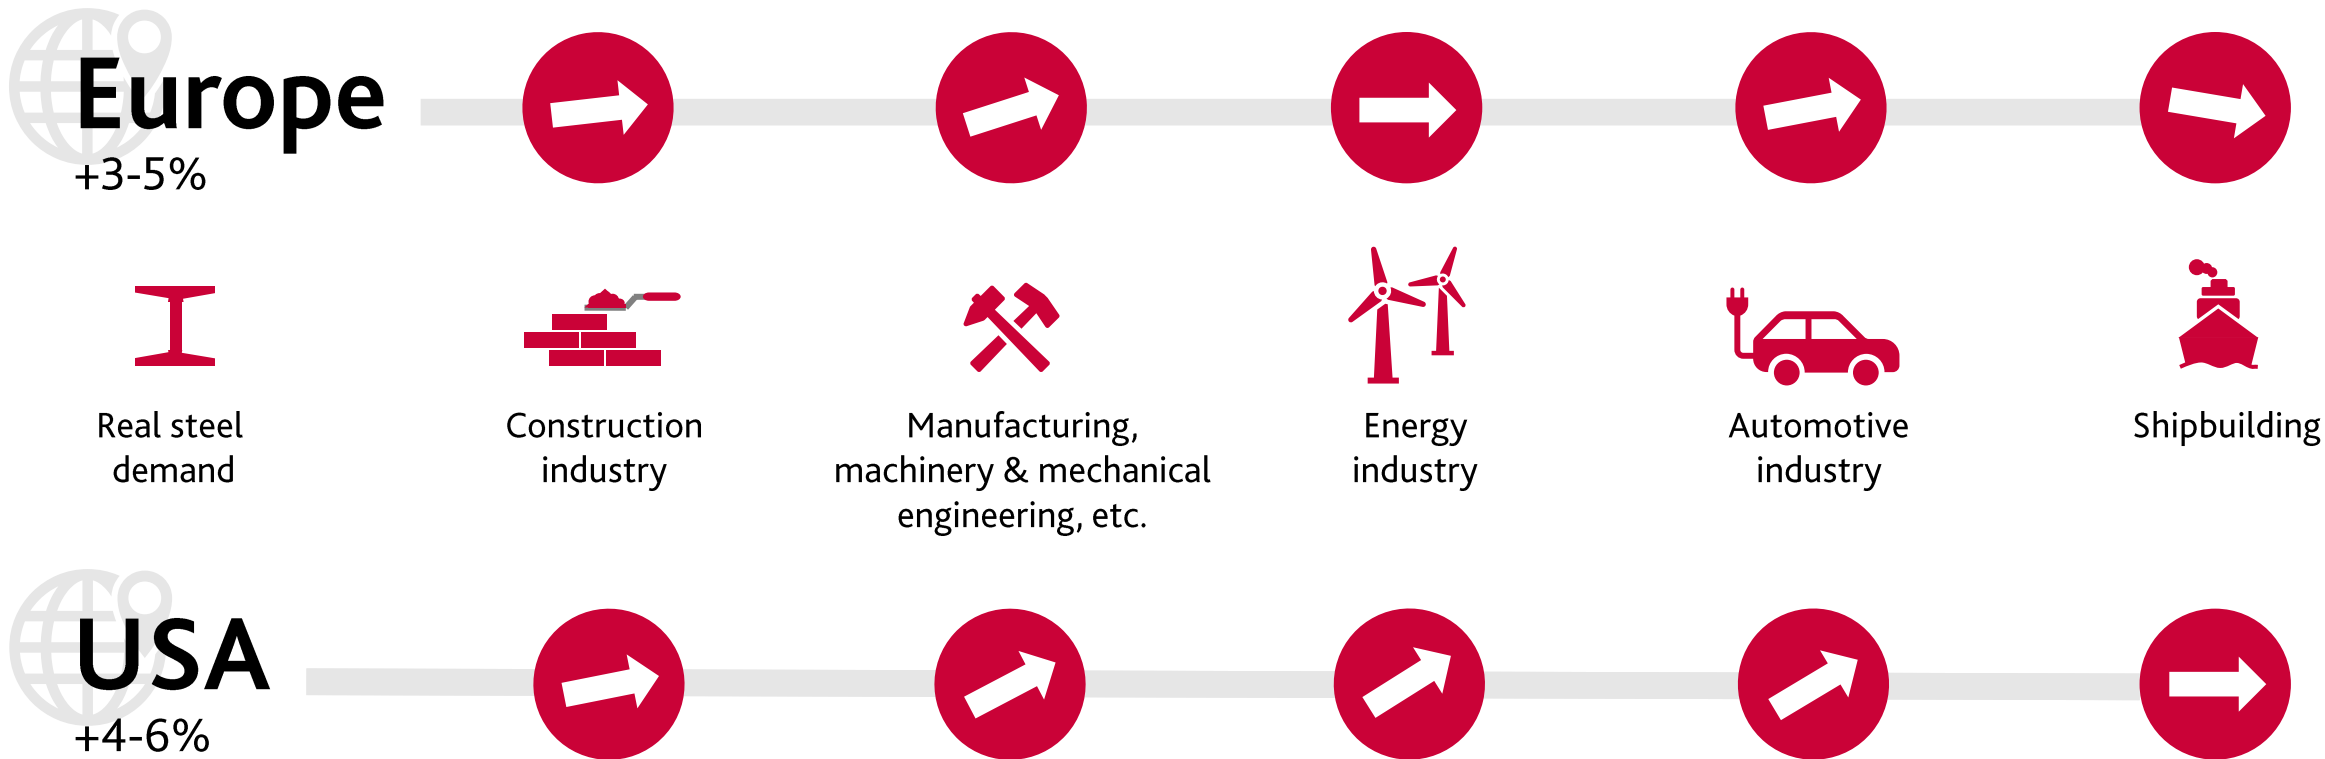 Europe
+3-5%
Real steel
demand
Construction
industry
Manufacturing,
machinery & mechanical
engineering, etc.
Energy
industry
Automotive
industry
Shipbuilding
USA
+4-6%